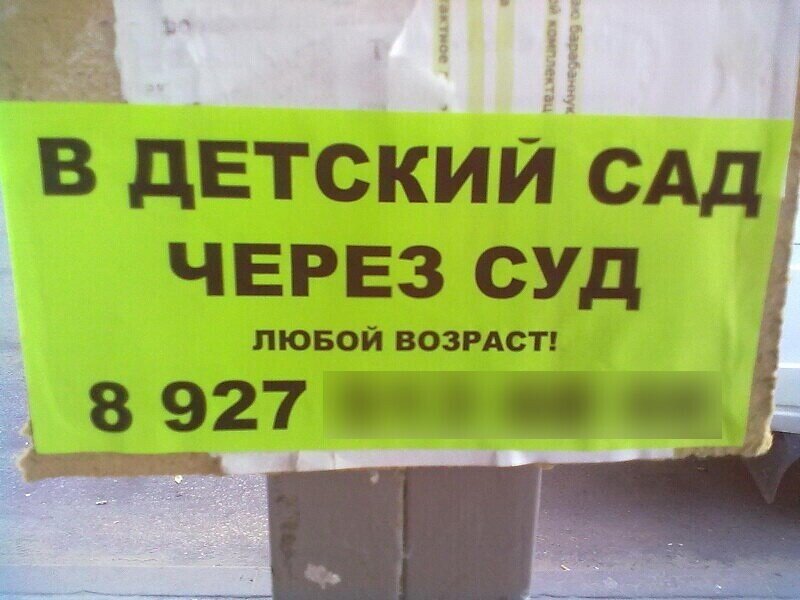 В ДЕТСКИЙ САД
ЧЕРЕЗ СУД
ЛЮБОЙ ВОЗРАСТ!
8 927